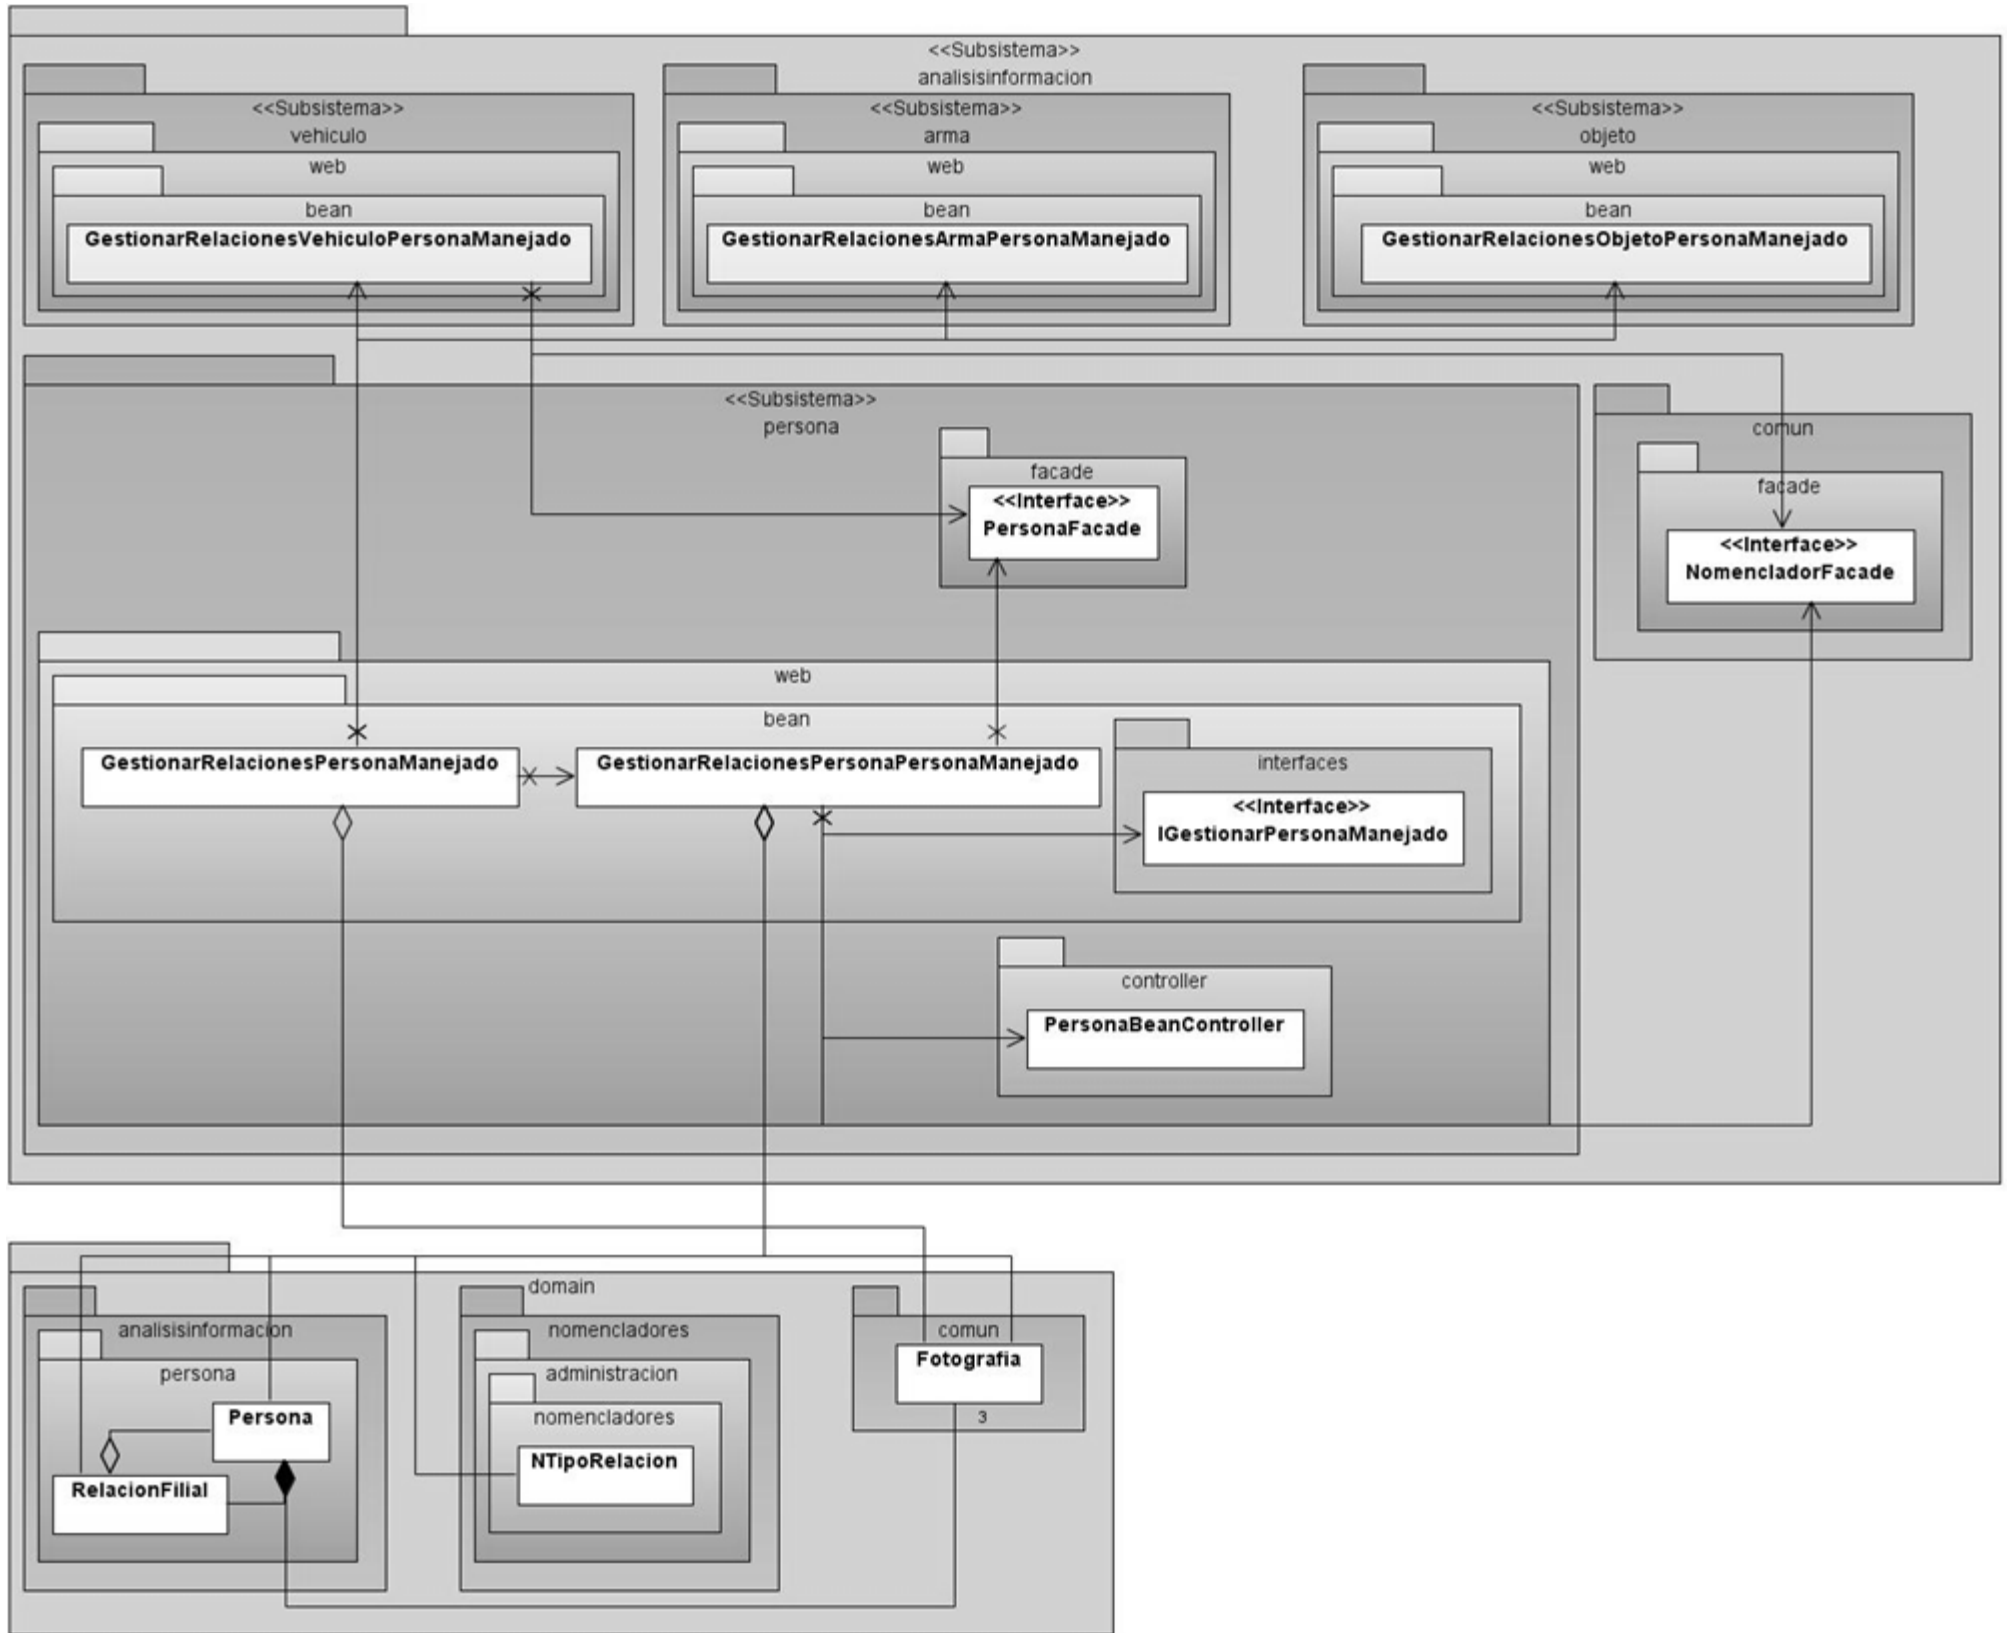 <<Subsistema>>
analisisinformacion
<<Subsistema>>
vehiculo
web
bean
GestionarRelacionesVehiculoPersonaManejado
<<Subsistema>>
arma
web
bean
GestionarRelacionesArmaPersonaManejado
<<Subsistema>>
objeto
web
bean
GestionarRelacionesObjetoPersonaManejado
<<Subsistema>>
persona
facade
<<Interface>>
PersonaFacade
comun
facade
<<Interface>>
NomencladorFacade
web
bean
GestionarRelacionesPersonaManejado
GestionarRelacionesPersonaPersonaManejado
interfaces
<<Interface>>
IGestionarPersonaManejado
controller
PersonaBeanController
domain
analisisinformacion
persona
Persona
RelacionFilial
nomencladores
administracion
nomencladores
NTipoRelacion
comun
Fotografia
3